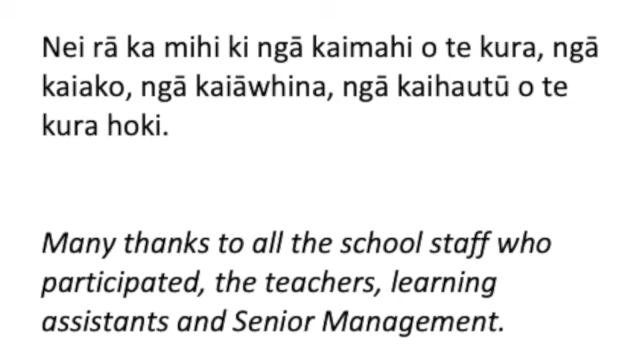 Nei rā ka mihi ki ngā kaimahi o te kura, ngā
kaiako, ngā kaiāwhina, ngā kaihautū o te
kura hoki.
Many thanks to all the school staff who
participated, the teachers, learning
assistants and Senior Management.